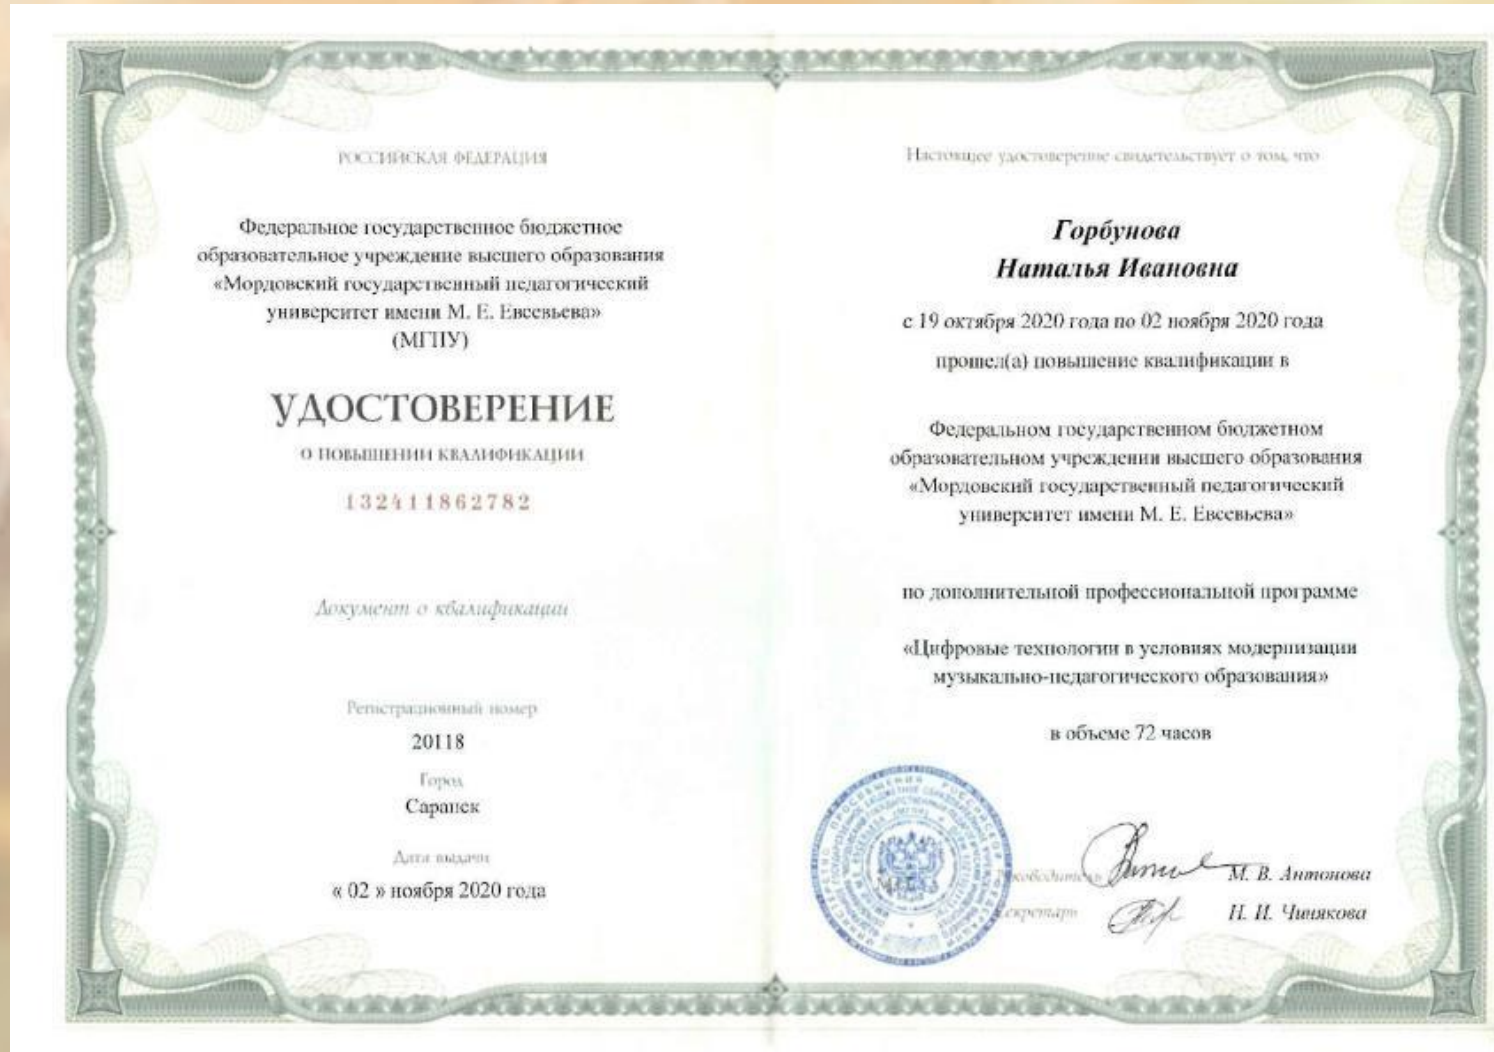 РОССИЙСКАЯ ФЕДЕРАЦИЯ
Федеральное государственное бюджетное
образовательное учреждение высшего образования
«Мордовский государственный педагогический
университет имени М. Е. Евсевьева»
(МГПУ)
УДОСТОВЕРЕНИЕ
О ПОВЫШЕНИИ КВАЛИФИКАЦИИ
132411862782
Документ о квалификации
Регистрационный номер
20118
Город
Саранск
Дата выдачи
« 02 » ноября 2020 года
Настоящее удостоверение свидетельствует о том, что
Горбунова
Наталья Ивановна
с 19 октября 2020 года по 02 ноября 2020 года
прошел(а) повышение квалификации в
Федеральном государственном бюджетном
образовательном учреждении высшего образования
«Мордовский государственный педагогический
университет имени М. Е. Евсевьева»
по дополнительной профессиональной программе
«Цифровые технологии в условиях модернизации
музыкально-педагогического образования»
в объеме 72 часов
Руководитель М. В. Антонова
Секретарь Н. И. Чинякова